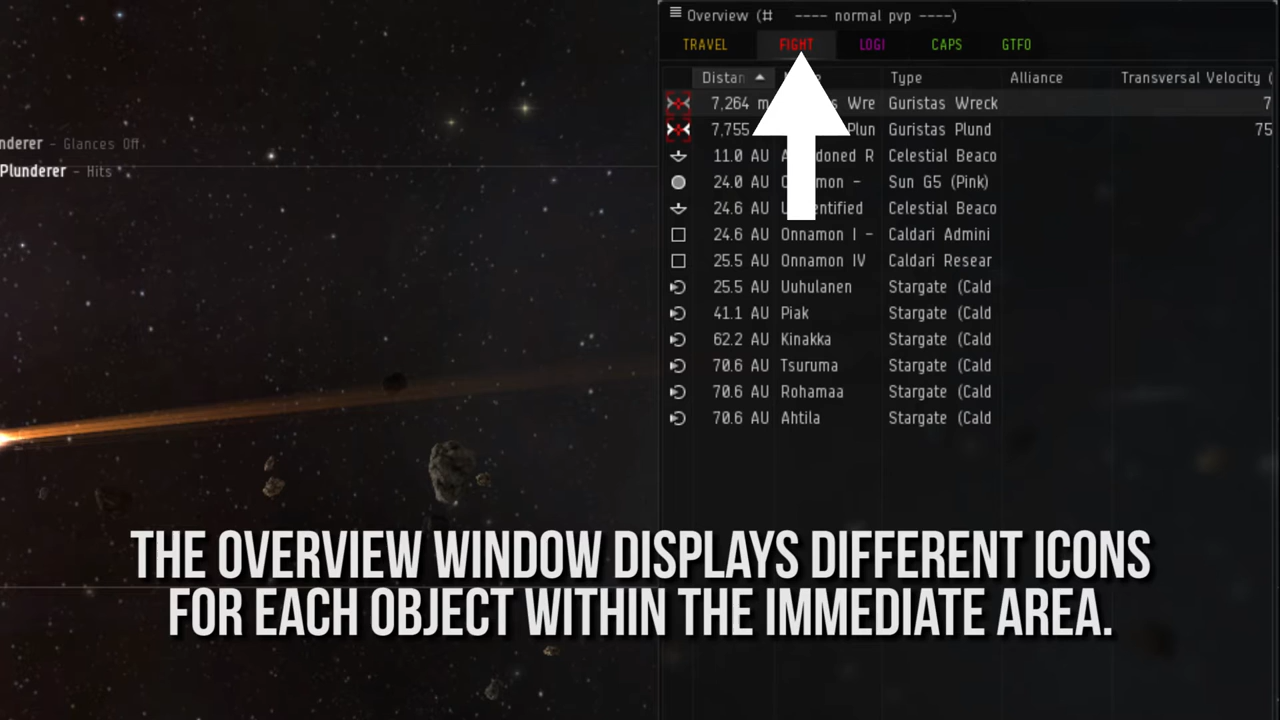 Overview (# ---- normal pvp ----)
TRAVEL FIGHT LOGI CAPS GTFO
Distan Type Alliance Transversal Velocity (
7,264 m Wre Guristas Wreck 7
7,755 Plun Guristas Plund 75
11.0 AU R Celestial Beaco
24.0 AU - Sun G5 (Pink)
24.6 AU Celestial Beaco
24.6 AU Onnamon I - Caldari Admini
25.5 AU Onnamon IV Caldari Resear
25.5 AU Uuhulanen Stargate (Cald
41.1 AU Piak Stargate (Cald
62.2 AU Kinakka Stargate (Cald
70.6 AU Tsuruma Stargate (Cald
70.6 AU Rohamaa Stargate (Cald
70.6 AU Ahtila Stargate (Cald
nderer - Glances Off
Plunderer - Hits
THE OVERVIEW WINDOW DISPLAYS DIFFERENT ICONS
FOR EACH OBJECT WITHIN THE IMMEDIATE AREA.